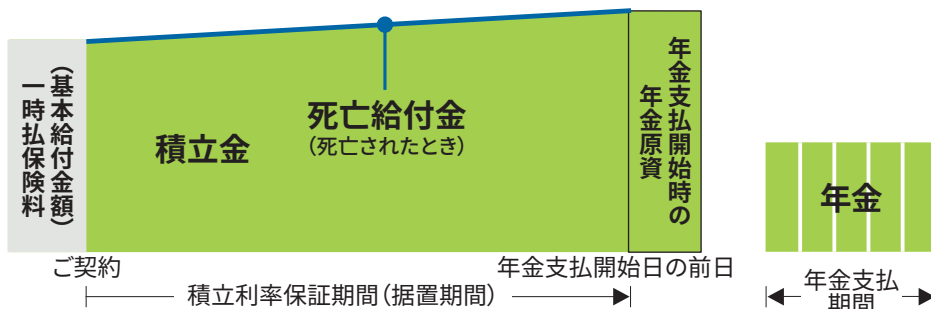 一時払保険料
(基本給付金額)
積立金
死亡給付金
(死亡されたとき)
年金支払開始時の
年金原資
年金
ご契約
年金支払開始日の前日
積立利率保証期間(据置期間)
年金支払
期間